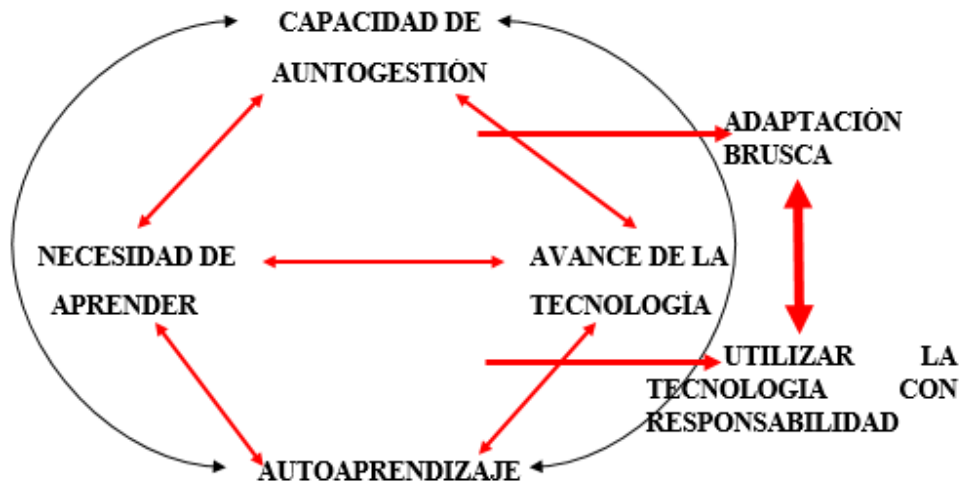 CAPACIDAD DE
AUNTOGESTIÓN
ADAPTACIÓN
BRUSCA
NECESIDAD DE
APRENDER
AVANCE DE LA
TECNOLOGÍA
UTILIZAR LA
TECNOLOGIA CON
RESPONSABILIDAD
AUTOAPRENDIZAJE